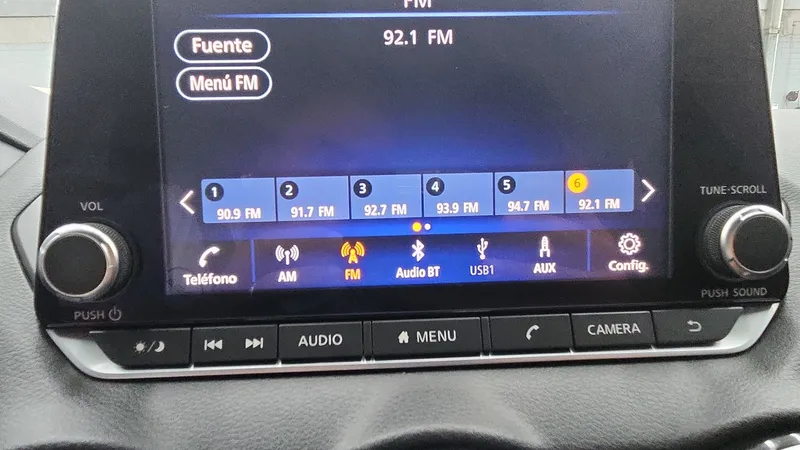 FM
Fuente
92.1 FM
Menú FM
1 2 3 4 5 6
90.9 FM 91.7 FM 92.7 FM 93.9 FM 94.7 FM 92.1 FM
VOL
TUNE·SCROLL
Teléfono AM FM Audio BT USB1 AUX Config.
PUSH
PUSH SOUND
AUDIO MENU CAMERA